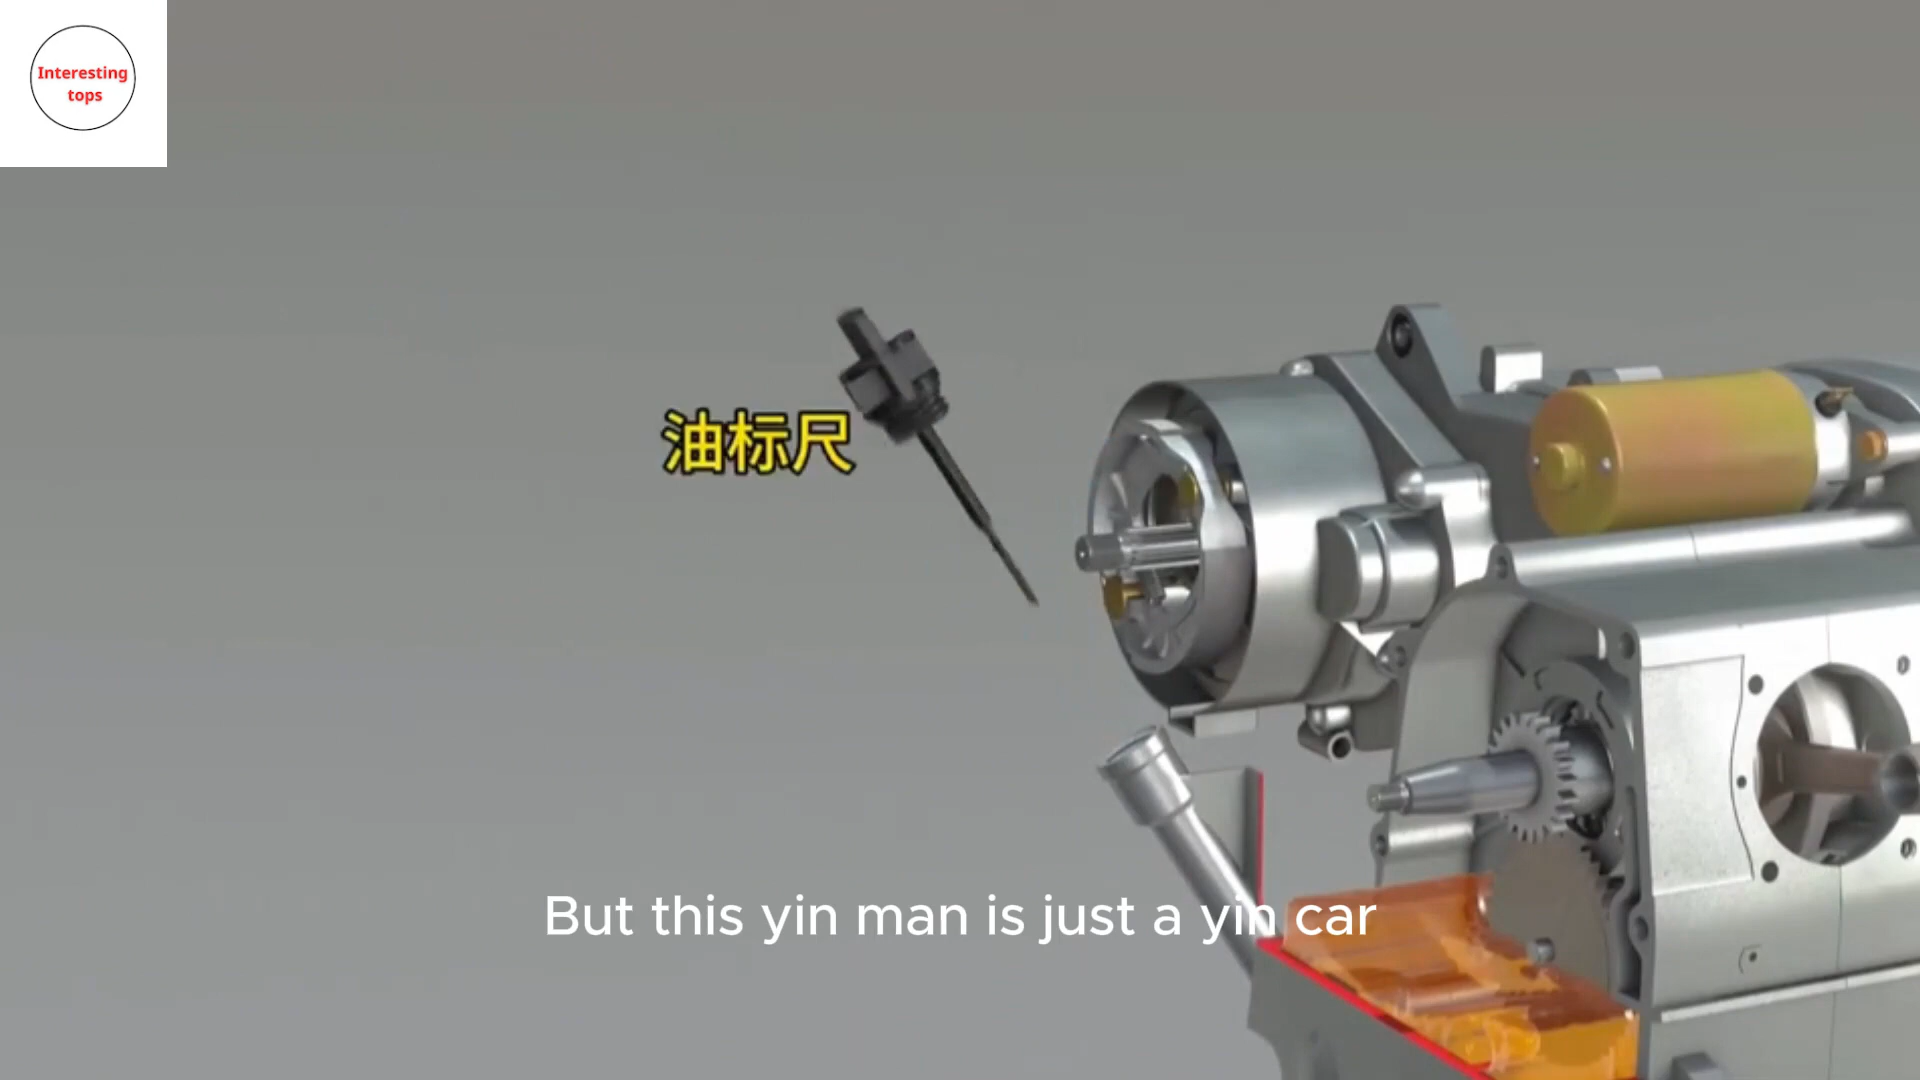 Interesting
tops
油标尺
But this yin man is just a yin car